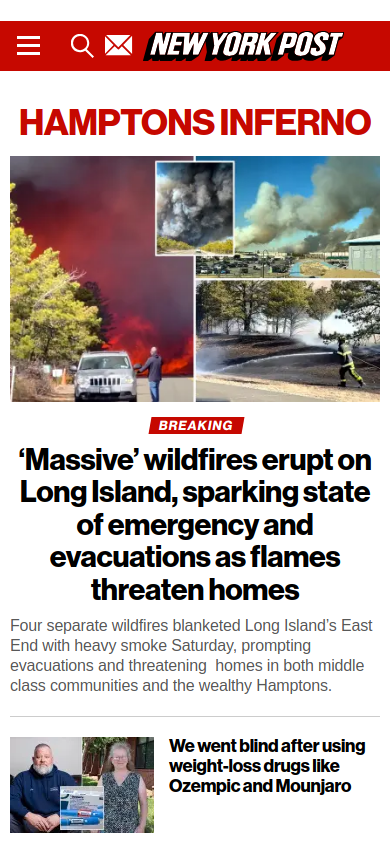 NEW YORK POST
HAMPTONS INFERNO
BREAKING
‘Massive’ wildfires erupt on
Long Island, sparking state
of emergency and
evacuations as flames
threaten homes
Four separate wildfires blanketed Long Island’s East
End with heavy smoke Saturday, prompting
evacuations and threatening  homes in both middle
class communities and the wealthy Hamptons.
We went blind after using
weight-loss drugs like
Ozempic and Mounjaro